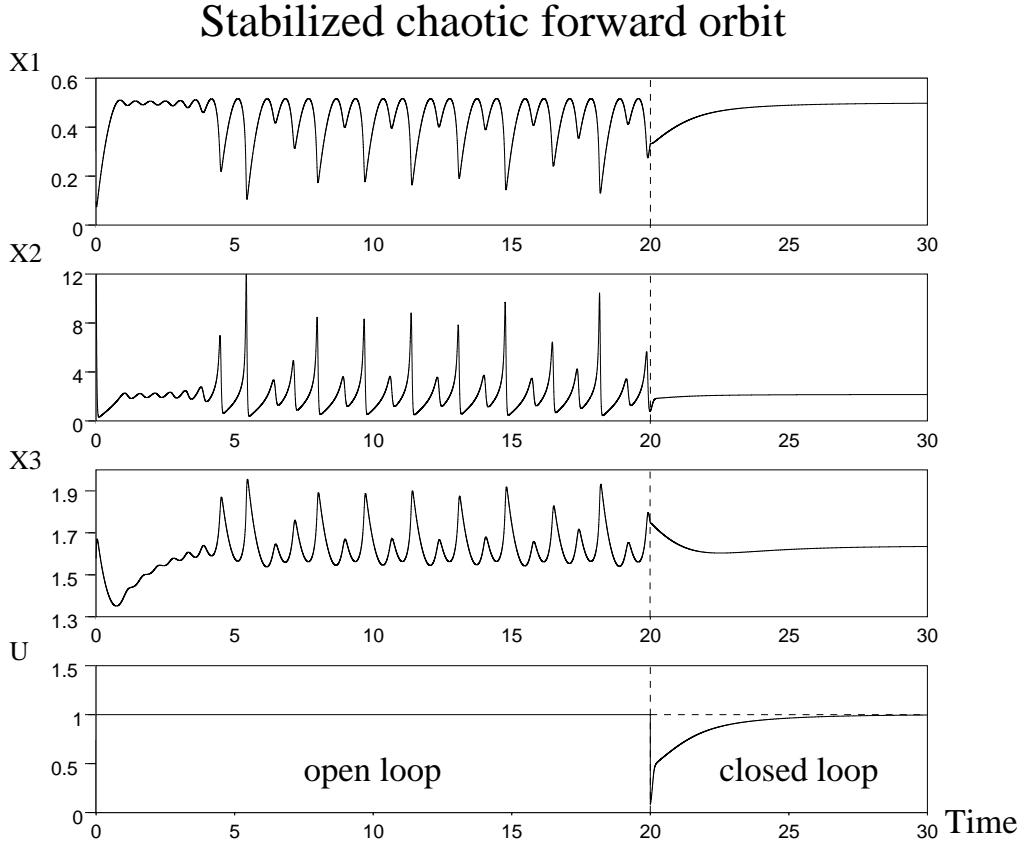 Stabilized chaotic forward orbit
X1
0.6
0.4
0.2
0
0 5 10 15 20 25 30
X2
12
8
4
0
0 5 10 15 20 25 30
X3
1.9
1.7
1.5
1.3
0 5 10 15 20 25 30
U
1.5
1
0.5
open loop closed loop
0
0 5 10 15 20 25 30 Time